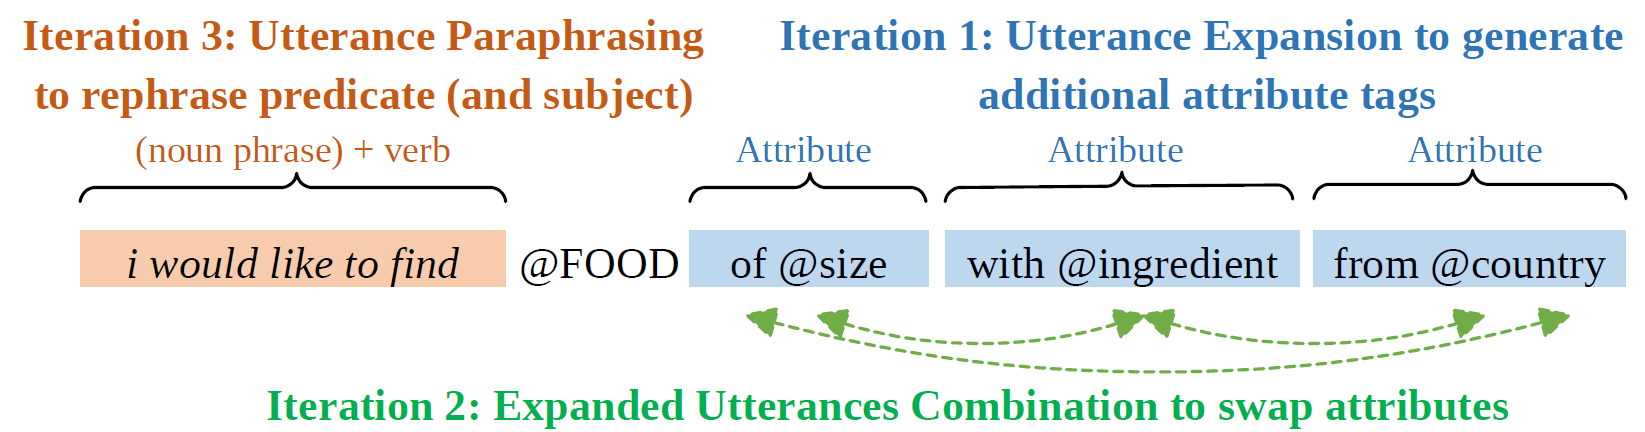 Iteration 3: Utterance Paraphrasing
to rephrase predicate (and subject)
(noun phrase) + verb
Iteration 1: Utterance Expansion to generate
additional attribute tags
Attribute Attribute Attribute
i would like to find @FOOD of @size with @ingredient from @country
Iteration 2: Expanded Utterances Combination to swap attributes